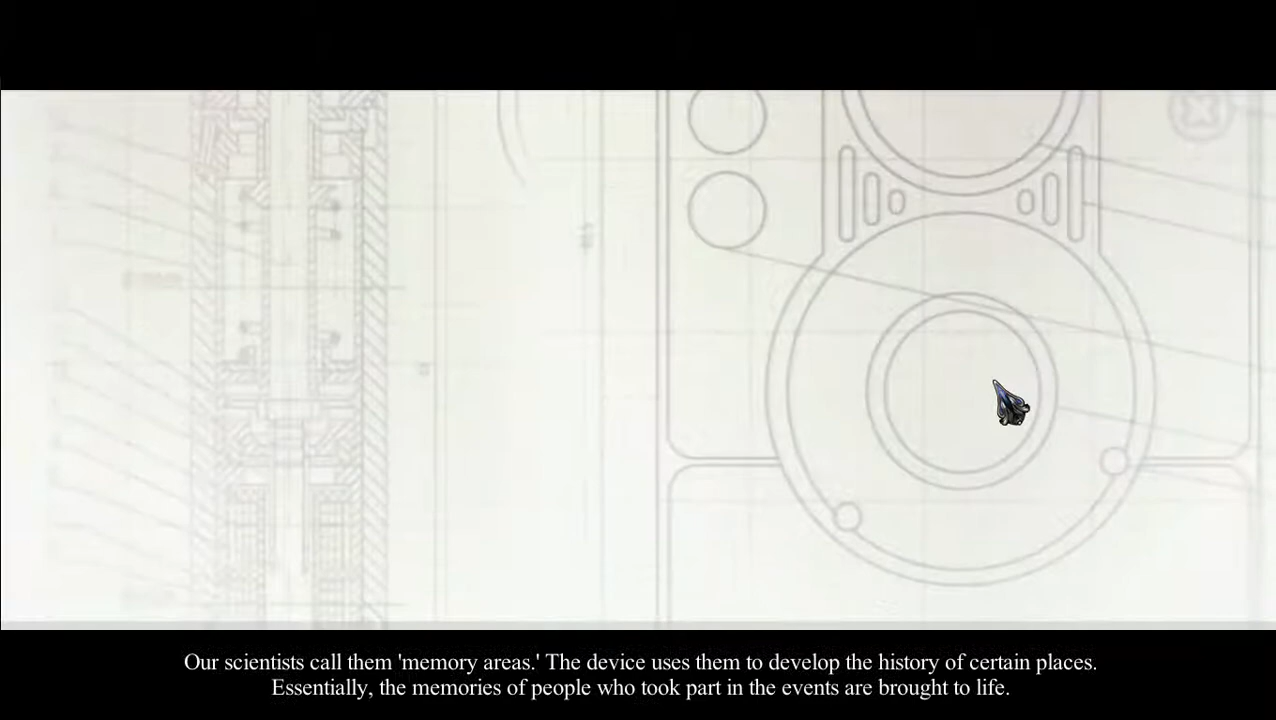 Our scientists call them 'memory areas.' The device uses them to develop the history of certain places.
Essentially, the memories of people who took part in the events are brought to life.